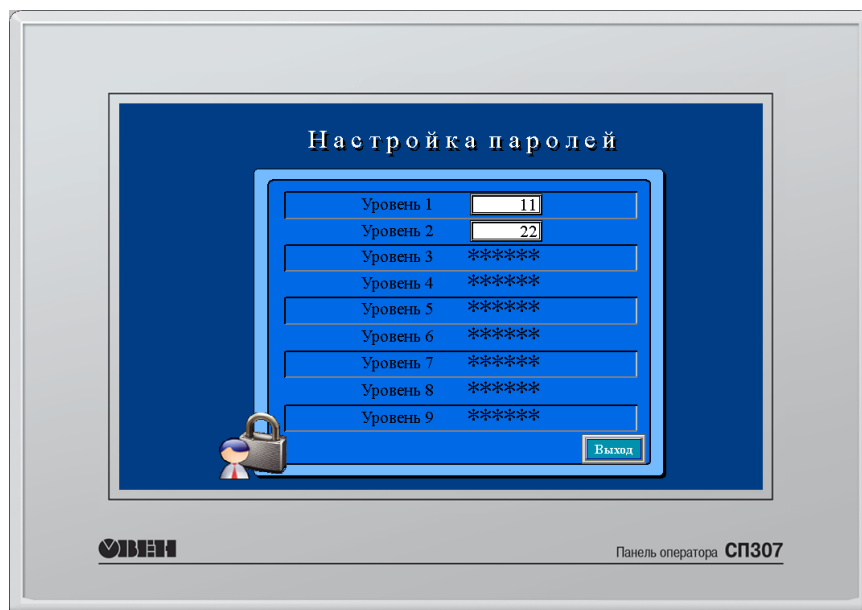 Настройка паролей
Уровень 1 11
Уровень 2 22
Уровень 3 ******
Уровень 4 ******
Уровень 5 ******
Уровень 6 ******
Уровень 7 ******
Уровень 8 ******
Уровень 9 ******
Выход
ОВЕН
Панель оператора СП307